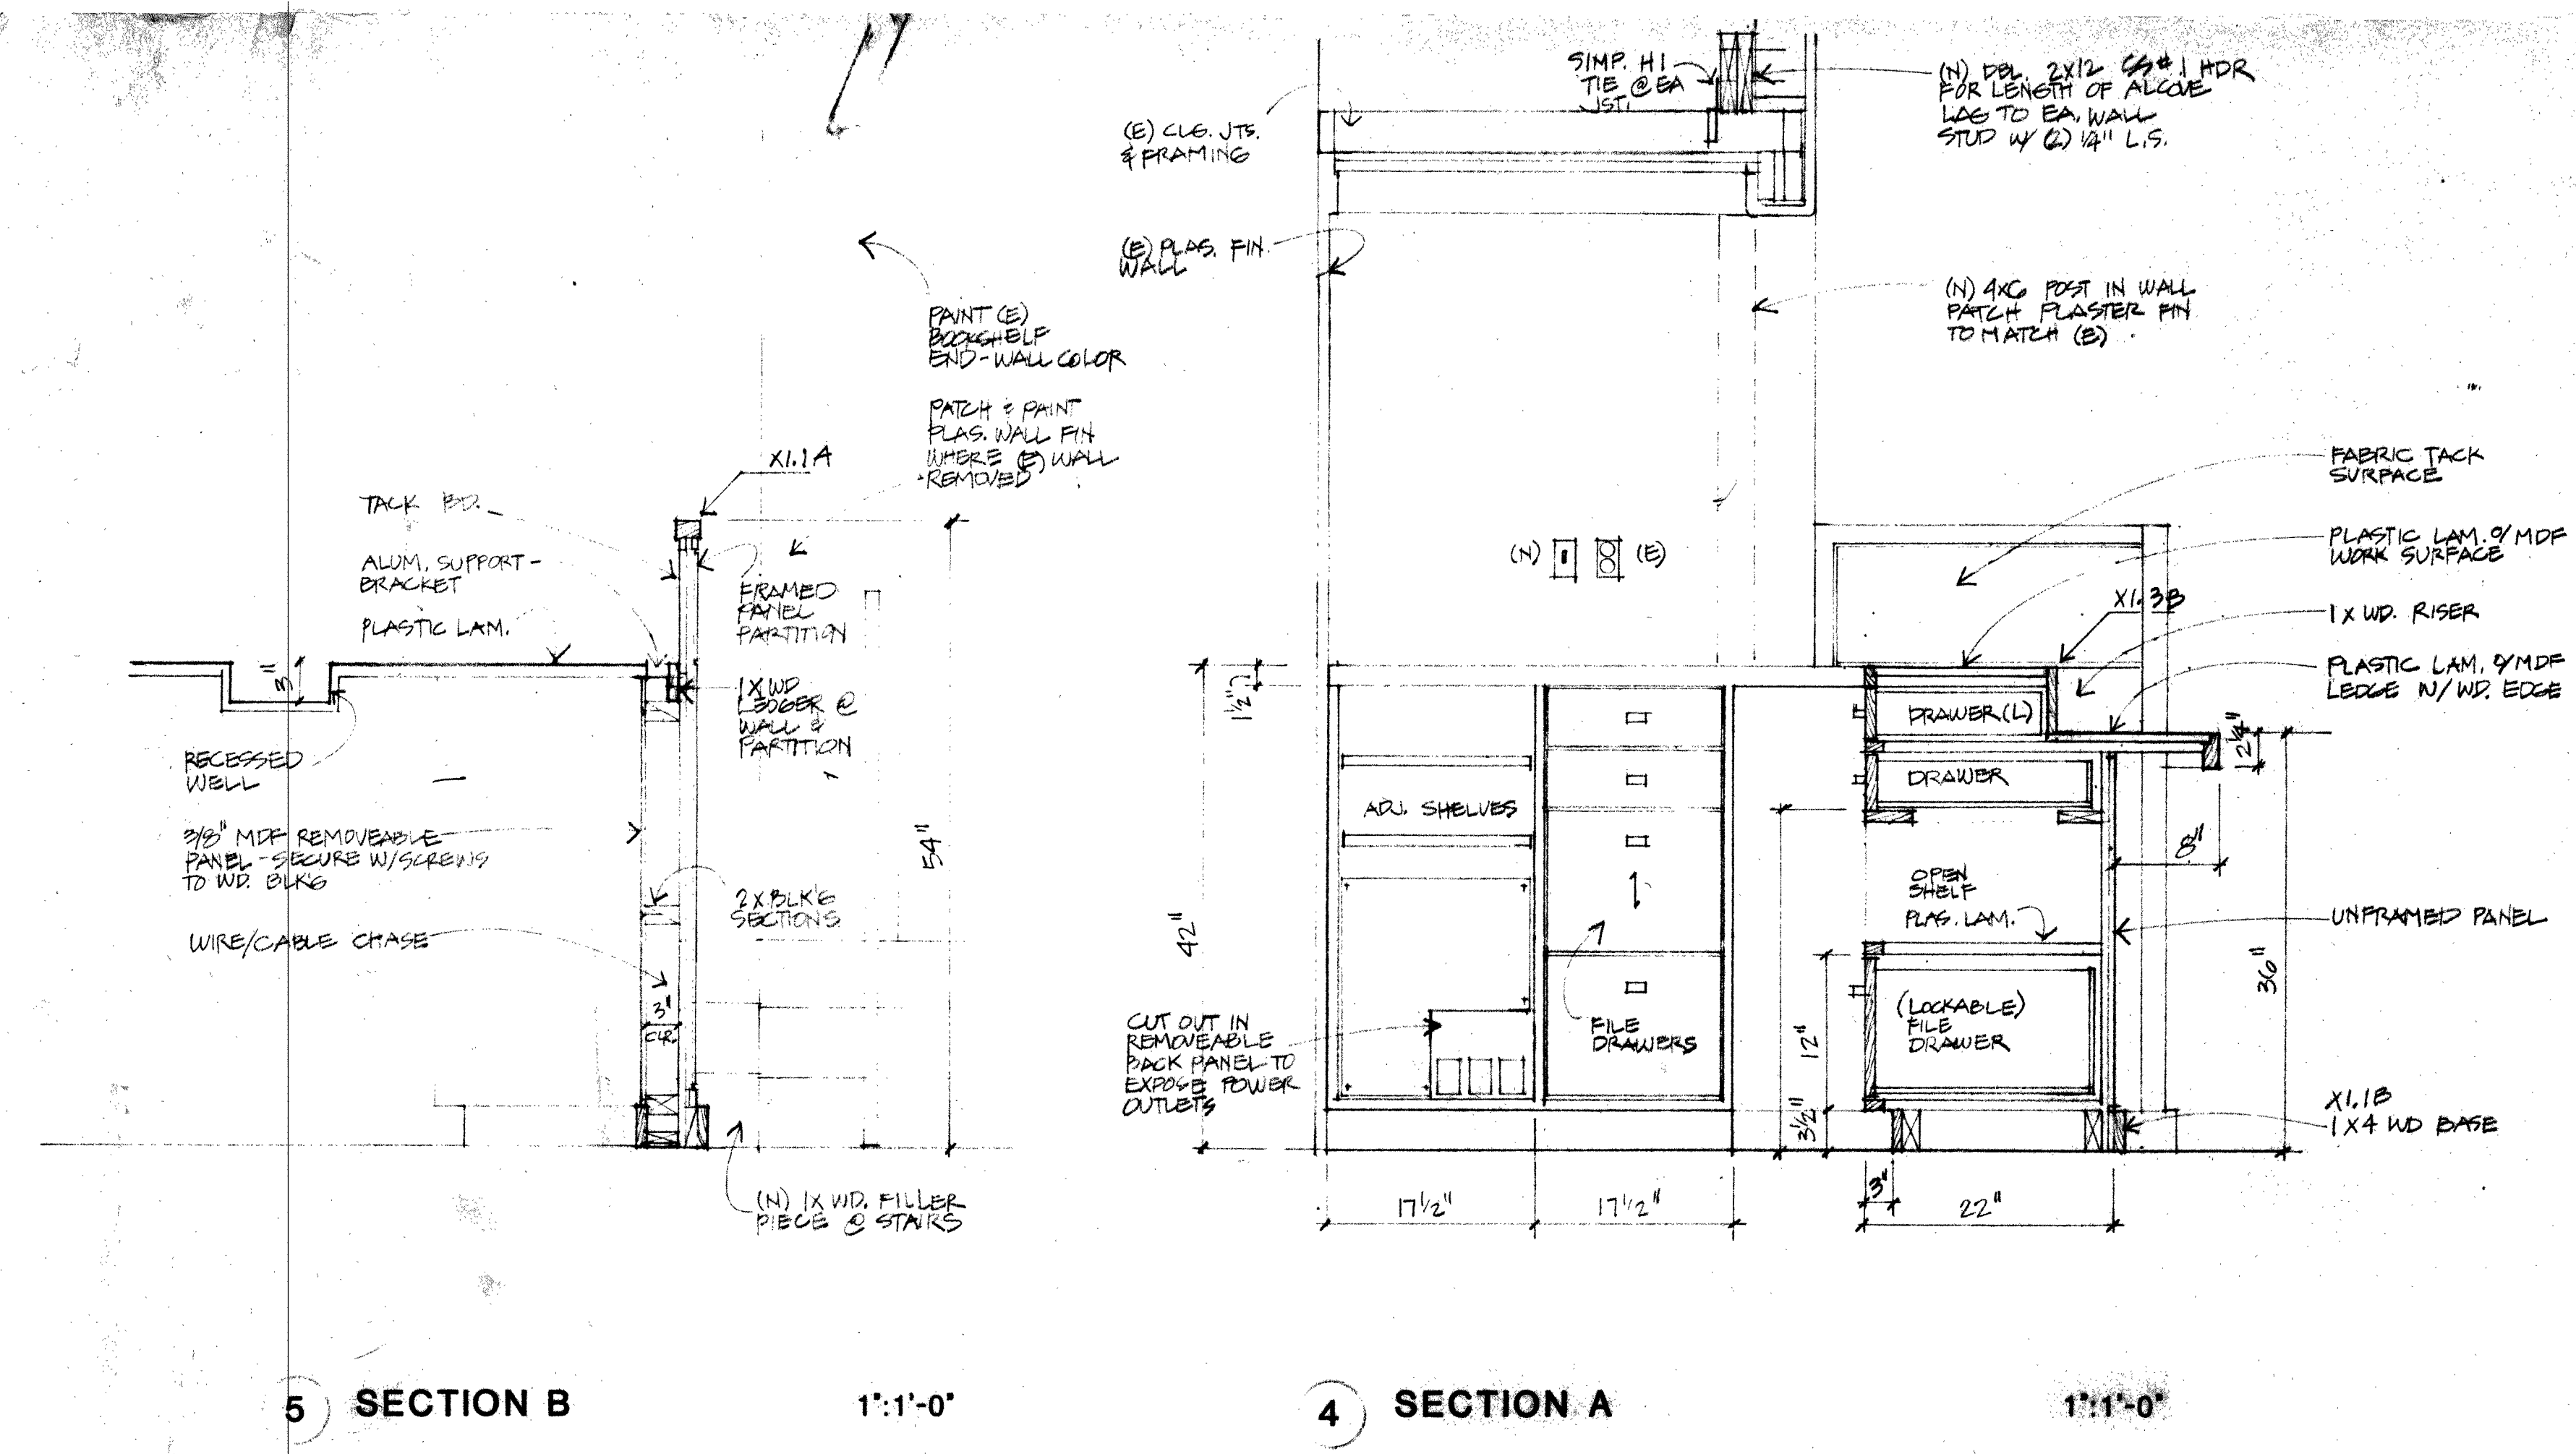 SIMP. H1
TIE @ EA
JST.
(N) DBL. 2X12 #1 HDR
FOR LENGTH OF ALCOVE
LAG TO EA. WALL
STUD W/ (2) 1/4" L.S.
(E) CLG. JTS.
& FRAMING
(E) PLAS. FIN.
WALL
(N) 4X6 POST IN WALL
PATCH PLASTER FIN
TO MATCH (E)
PAINT (E)
BOOKSHELF
END-WALL COLOR
PATCH & PAINT
PLAS. WALL FIN
WHERE (E) WALL
REMOVED
X1.1A
TACK BD.
ALUM. SUPPORT
BRACKET
PLASTIC LAM.
FRAMED
PANEL
PARTITION
1X WD
LEDGER @
WALL &
PARTITION
3"
RECESSED
WELL
3/8" MDF REMOVEABLE
PANEL - SECURE W/SCREWS
TO WD. BLK'G
2X BLK'G
SECTIONS
WIRE/CABLE CHASE
3"
CLR.
54"
(N) 1X WD. FILLER
PIECE @ STAIRS
5 SECTION B 1":1'-0"
(N) (E)
FABRIC TACK
SURFACE
PLASTIC LAM. O/MDF
WORK SURFACE
X1.3B
1 X WD. RISER
PLASTIC LAM. O/MDF
LEDGE W/ WD. EDGE
1 1/2"
DRAWER (L)
2 1/4"
DRAWER
ADJ. SHELVES
8"
OPEN
SHELF
PLAS. LAM.
UNFRAMED PANEL
42"
36"
CUT OUT IN
REMOVEABLE
BACK PANEL TO
EXPOSE POWER
OUTLETS
FILE
DRAWERS
(LOCKABLE)
FILE
DRAWER
12"
3 1/2"
X1.1B
1 X 4 WD BASE
17 1/2" 17 1/2" 3" 22"
4 SECTION A 1":1'-0"